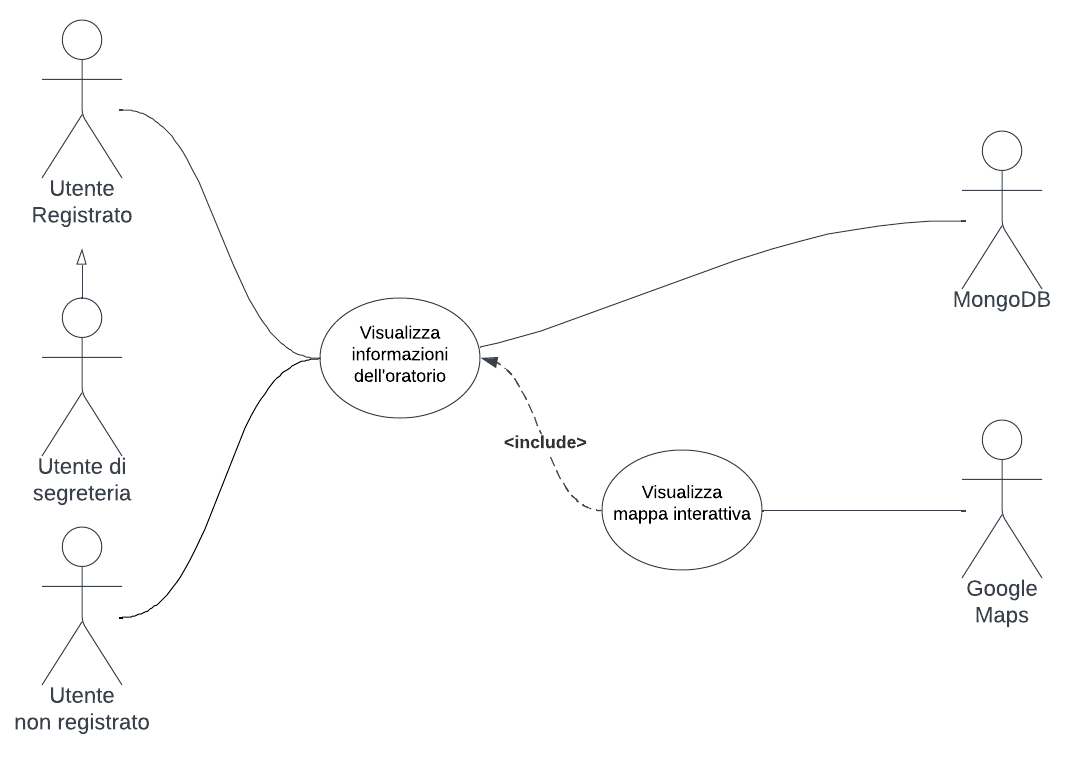 Utente
Registrato
Utente di
segreteria
Utente
non registrato
Visualizza
informazioni
dell'oratorio
<include>
Visualizza
mappa interattiva
MongoDB
Google
Maps